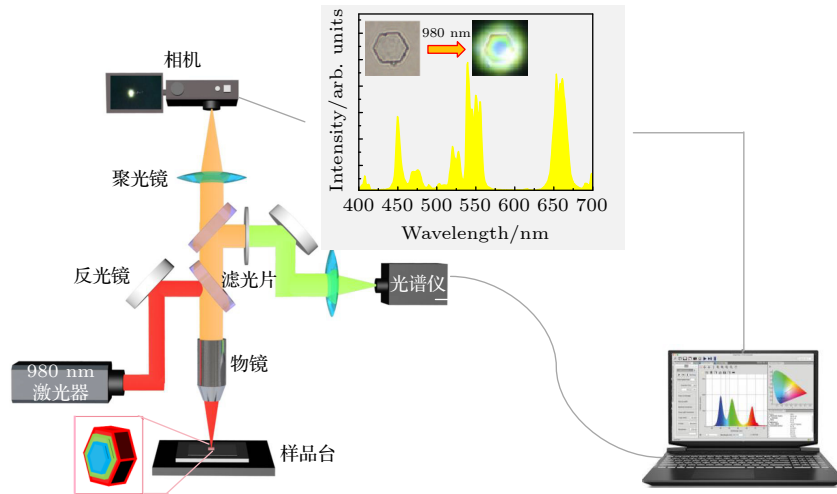 相机
980 nm
Intensity/arb. units
400 450 500 550 600 650 700
Wavelength/nm
聚光镜
反光镜
滤光片
光谱仪
物镜
980 nm
激光器
样品台